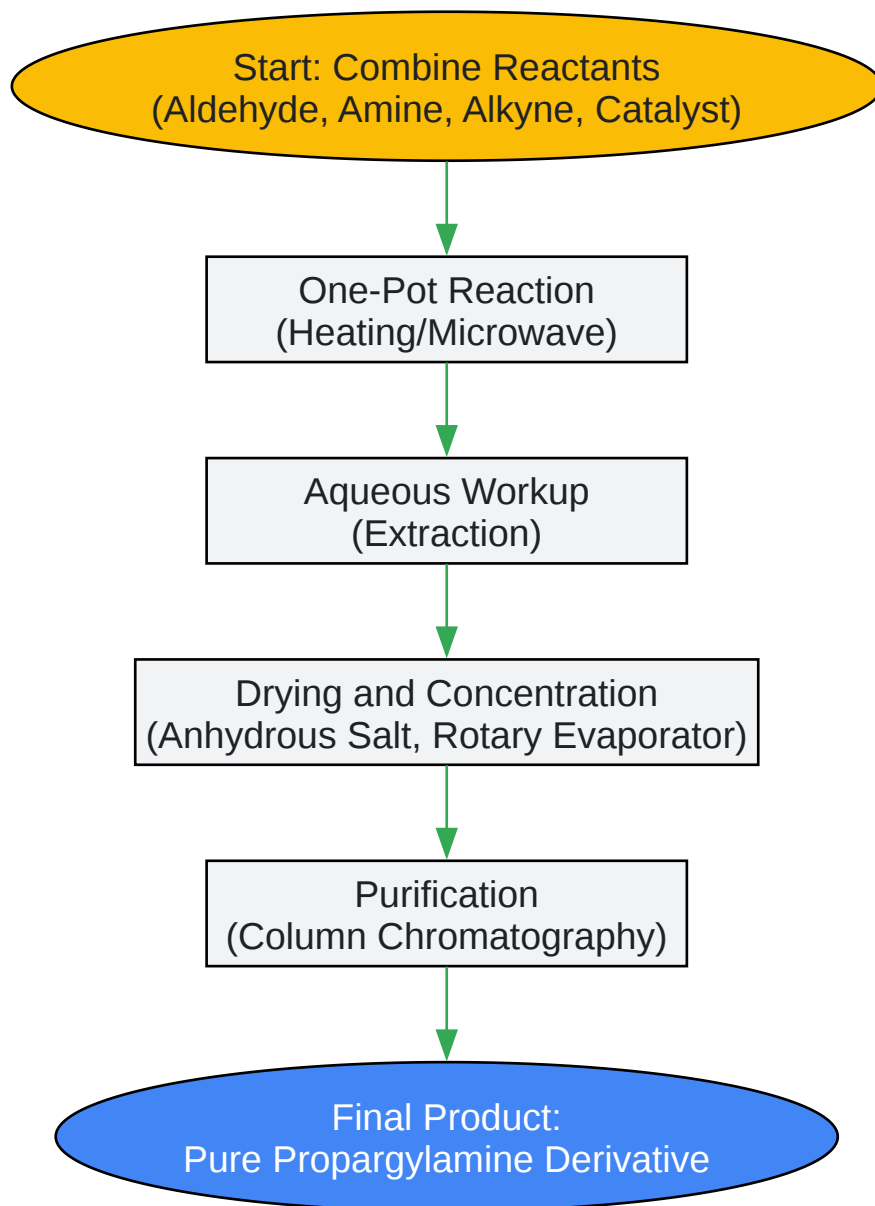 Start: Combine Reactants
(Aldehyde, Amine, Alkyne, Catalyst)
One-Pot Reaction
(Heating/Microwave)
Aqueous Workup
(Extraction)
Drying and Concentration
(Anhydrous Salt, Rotary Evaporator)
Purification
(Column Chromatography)
Final Product:
Pure Propargylamine Derivative